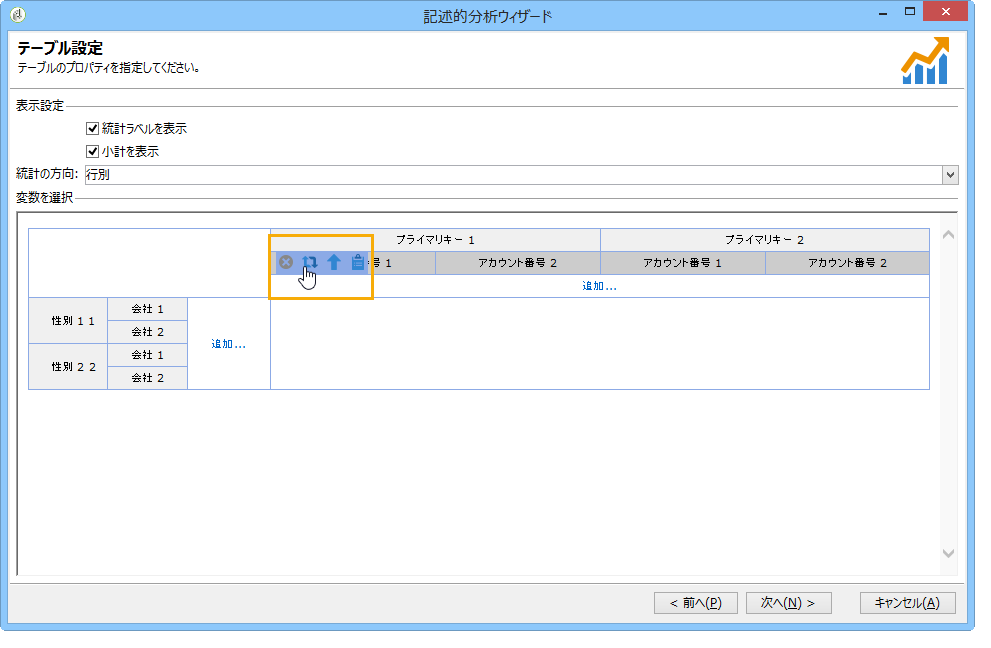 記述的分析ウィザード
テーブル設定
テーブルのプロパティを指定してください。
表示設定
統計ラベルを表示
小計を表示
統計の方向: 行別
変数を選択
プライマリキー 1 プライマリキー 2
号 1 アカウント番号 2 アカウント番号 1 アカウント番号 2
追加...
性別 1 1 会社 1
会社 2
追加...
性別 2 2 会社 1
会社 2
< 前へ(P) 次へ(N) > キャンセル(A)